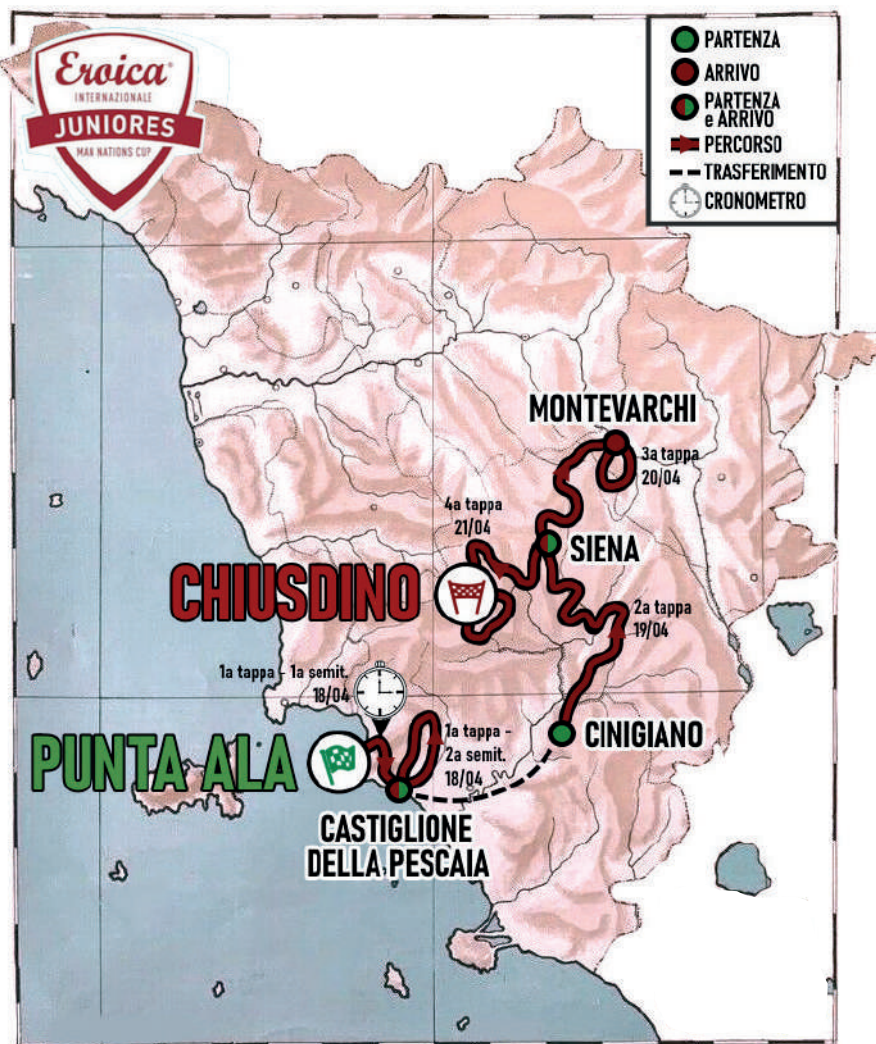 Eroica
INTERNAZIONALE
JUNIORES
MAN NATIONS CUP
PARTENZA
ARRIVO
PARTENZA
e ARRIVO
PERCORSO
TRASFERIMENTO
CRONOMETRO
MONTEVARCHI
3a tappa
20/04
4a tappa
21/04
SIENA
CHIUSDINO
2a tappa
19/04
1a tappa - 1a semit.
18/04
PUNTA ALA
1a tappa -
2a semit.
18/04
CINIGIANO
CASTIGLIONE
DELLA PESCAIA